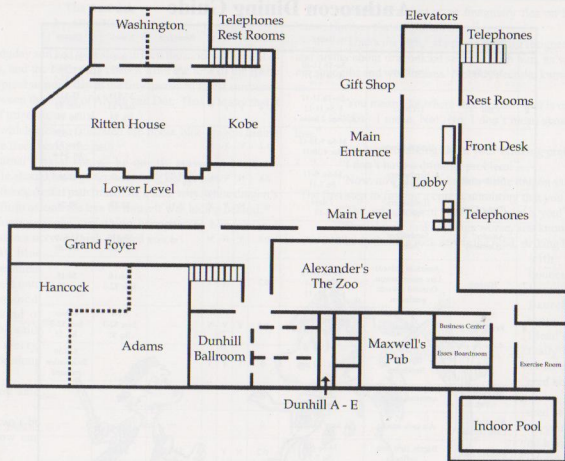 Washington
Telephones
Rest Rooms
Ritten House
Kobe
Lower Level
Elevators
Telephones
Gift Shop
Rest Rooms
Main
Entrance
Front Desk
Lobby
Main Level
Telephones
Grand Foyer
Hancock
Alexander's
The Zoo
Adams
Dunhill
Ballroom
Maxwell's
Pub
Business Center
Essex Boardroom
Exercise Room
Dunhill A - E
Indoor Pool